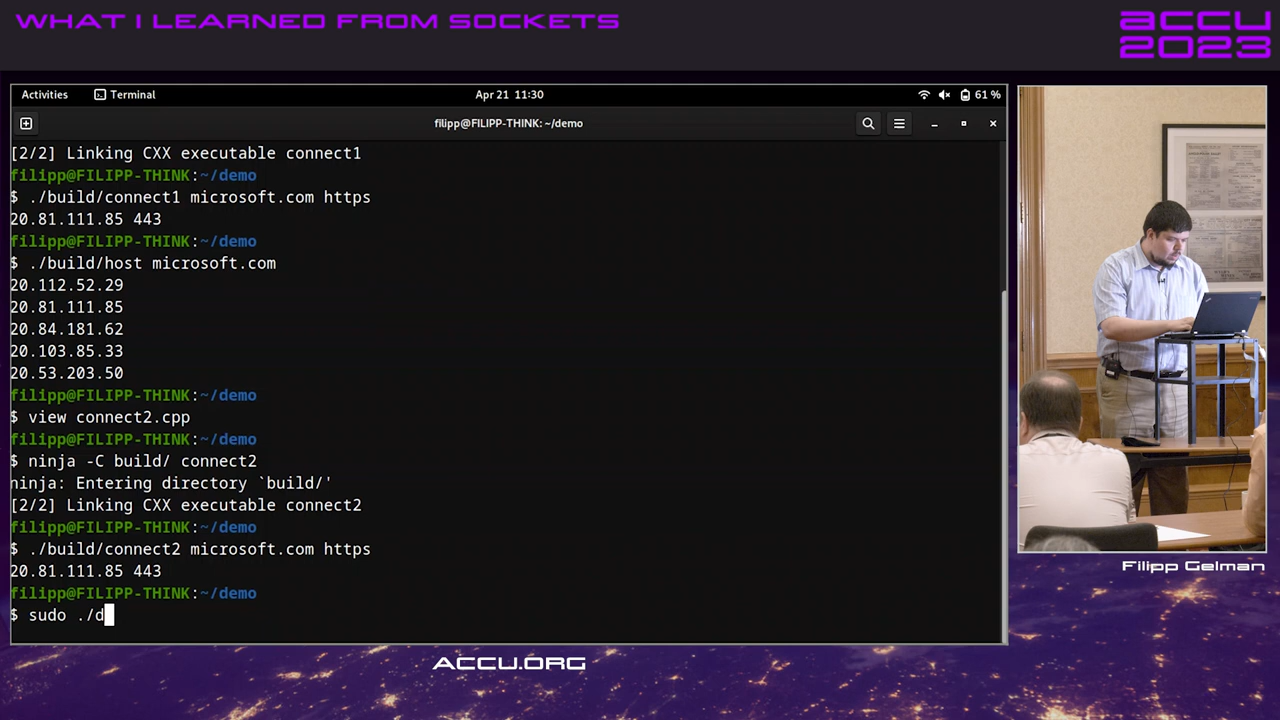 WHAT I LEARNED FROM SOCKETS
accu
2023
Activities
Terminal
Apr 21 11:30
61 %
filipp@FILIPP-THINK: ~/demo
[2/2] Linking CXX executable connect1
filipp@FILIPP-THINK:~/demo
$ ./build/connect1 microsoft.com https
20.81.111.85 443
filipp@FILIPP-THINK:~/demo
$ ./build/host microsoft.com
20.112.52.29
20.81.111.85
20.84.181.62
20.103.85.33
20.53.203.50
filipp@FILIPP-THINK:~/demo
$ view connect2.cpp
filipp@FILIPP-THINK:~/demo
$ ninja -C build/ connect2
ninja: Entering directory `build/'
[2/2] Linking CXX executable connect2
filipp@FILIPP-THINK:~/demo
$ ./build/connect2 microsoft.com https
20.81.111.85 443
filipp@FILIPP-THINK:~/demo
$ sudo ./d
Filipp Gelman
ACCU.ORG